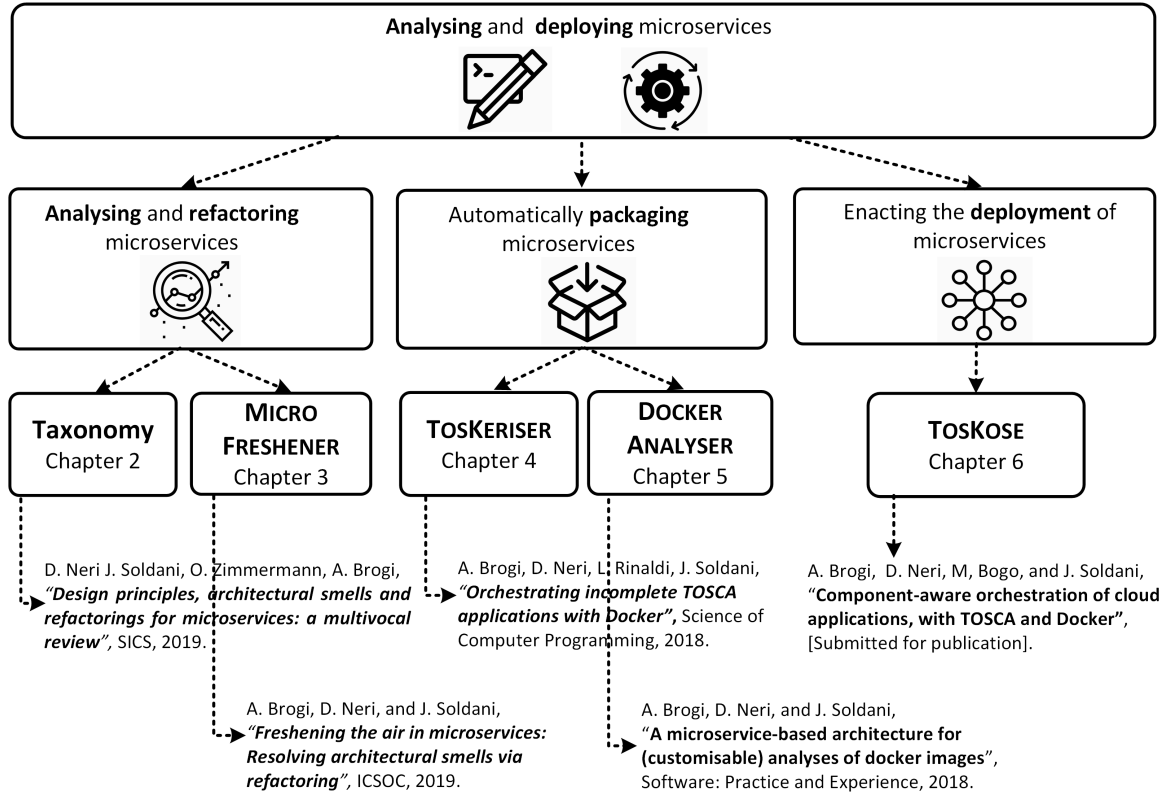 Analysing and deploying microservices
>-
Analysing and refactoring
microservices
Automatically packaging
microservices
Enacting the deployment of
microservices
Taxonomy
Chapter 2
MICRO
FRESHENER
Chapter 3
TOSKERISER
Chapter 4
DOCKER
ANALYSER
Chapter 5
TOSKOSE
Chapter 6
D. Neri J. Soldani, O. Zimmermann, A. Brogi,
“Design principles, architectural smells and
refactorings for microservices: a multivocal
review”, SICS, 2019.
A. Brogi, D. Neri, L. Rinaldi, J. Soldani,
“Orchestrating incomplete TOSCA
applications with Docker”, Science of
Computer Programming, 2018.
A. Brogi, D. Neri, M, Bogo, and J. Soldani,
“Component-aware orchestration of cloud
applications, with TOSCA and Docker”,
[Submitted for publication].
A. Brogi, D. Neri, and J. Soldani,
“Freshening the air in microservices:
Resolving architectural smells via
refactoring”, ICSOC, 2019.
A. Brogi, D. Neri, and J. Soldani,
“A microservice-based architecture for
(customisable) analyses of docker images”,
Software: Practice and Experience, 2018.